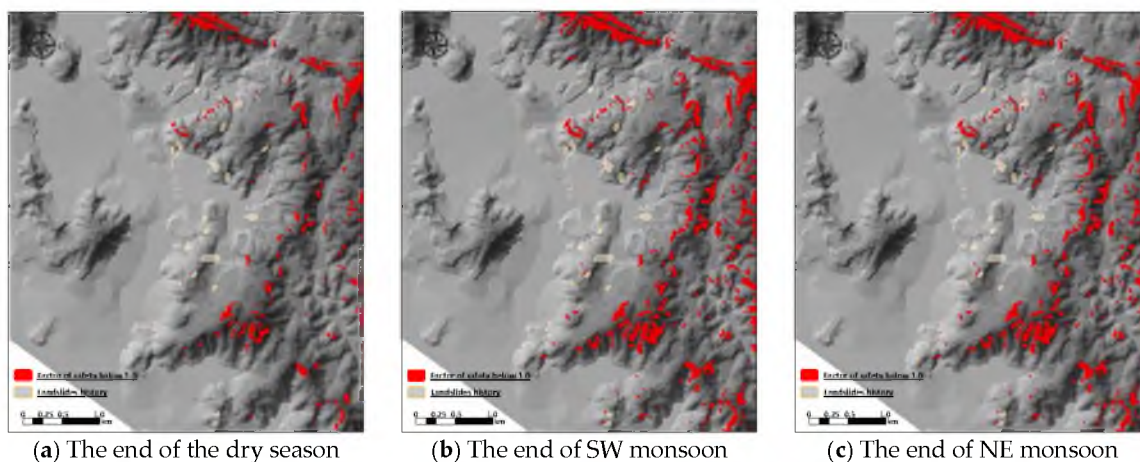 Factor of safety below 1.0
Landslides history
0 0.25 0.5 1.0
km
Factor of safety below 1.0
Landslides history
0 0.25 0.5 1.0
km
Factor of safety below 1.0
Landslides history
0 0.25 0.5 1.0
km
(a) The end of the dry season
(b) The end of SW monsoon
(c) The end of NE monsoon